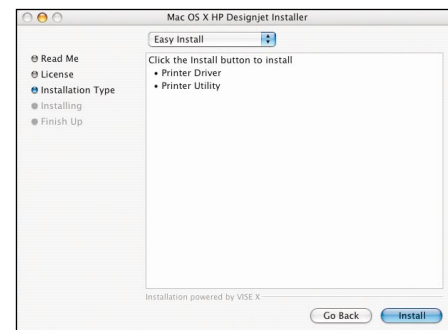 Mac OS X HP Designjet Installer
Easy Install
Read Me
License
Installation Type
Installing
Finish Up
Click the Install button to install
• Printer Driver
• Printer Utility
Installation powered by VISE X
Go Back
Install